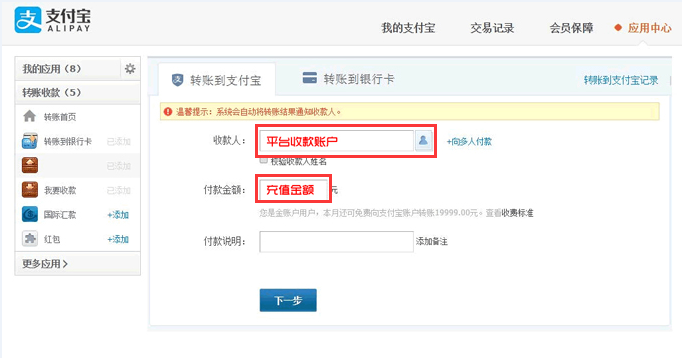 支付宝
ALIPAY
我的支付宝 交易记录 会员保障 应用中心
我的应用（8）
转账收款（5）
转账首页
转账到银行卡 已添加
已添加
我要收款 已添加
国际汇款 +添加
红包 +添加
更多应用 >
转账到支付宝 转账到银行卡 转账到支付宝记录
温馨提示：系统会自动将转账结果通知收款人。
收款人： 平台收款账户 +向多人付款
校验收款人姓名
付款金额： 充值金额 元
您是金账户用户，本月还可免费向支付宝账户转账19999.00元。查看收费标准
付款说明： 添加备注
下一步